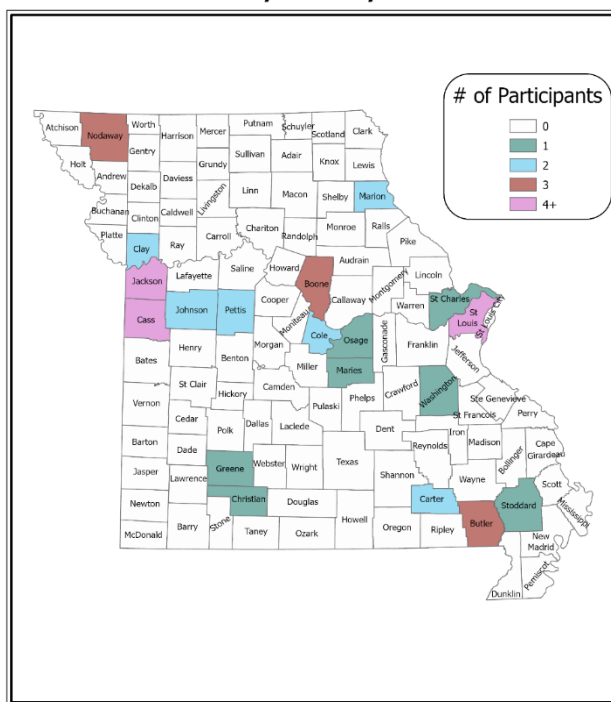 # of Participants
0
1
2
3
4+
Atchison
Nodaway
Worth
Harrison
Mercer
Putnam
Schuyler
Scotland
Clark
Holt
Gentry
Grundy
Sullivan
Adair
Knox
Lewis
Andrew
Dekalb
Daviess
Livingston
Linn
Macon
Shelby
Marion
Buchanan
Clinton
Caldwell
Chariton
Randolph
Monroe
Ralls
Platte
Clay
Ray
Carroll
Howard
Audrain
Pike
Jackson
Lafayette
Saline
Boone
Callaway
Montgomery
Lincoln
Cass
Johnson
Pettis
Cooper
Moniteau
Cole
Osage
Gasconade
Warren
St Charles
St
Louis
St Louis City
Bates
Henry
Benton
Morgan
Miller
Maries
Franklin
Jefferson
St Clair
Hickory
Camden
Pulaski
Phelps
Crawford
Washington
St Francois
Ste Genevieve
Perry
Vernon
Cedar
Polk
Dallas
Laclede
Dent
Iron
Madison
Bollinger
Cape
Girardeau
Barton
Dade
Greene
Webster
Wright
Texas
Shannon
Reynolds
Wayne
Scott
Mississippi
Jasper
Lawrence
Christian
Douglas
Howell
Carter
Butler
Stoddard
Newton
McDonald
Barry
Stone
Taney
Ozark
Oregon
Ripley
New
Madrid
Pemiscot
Dunklin